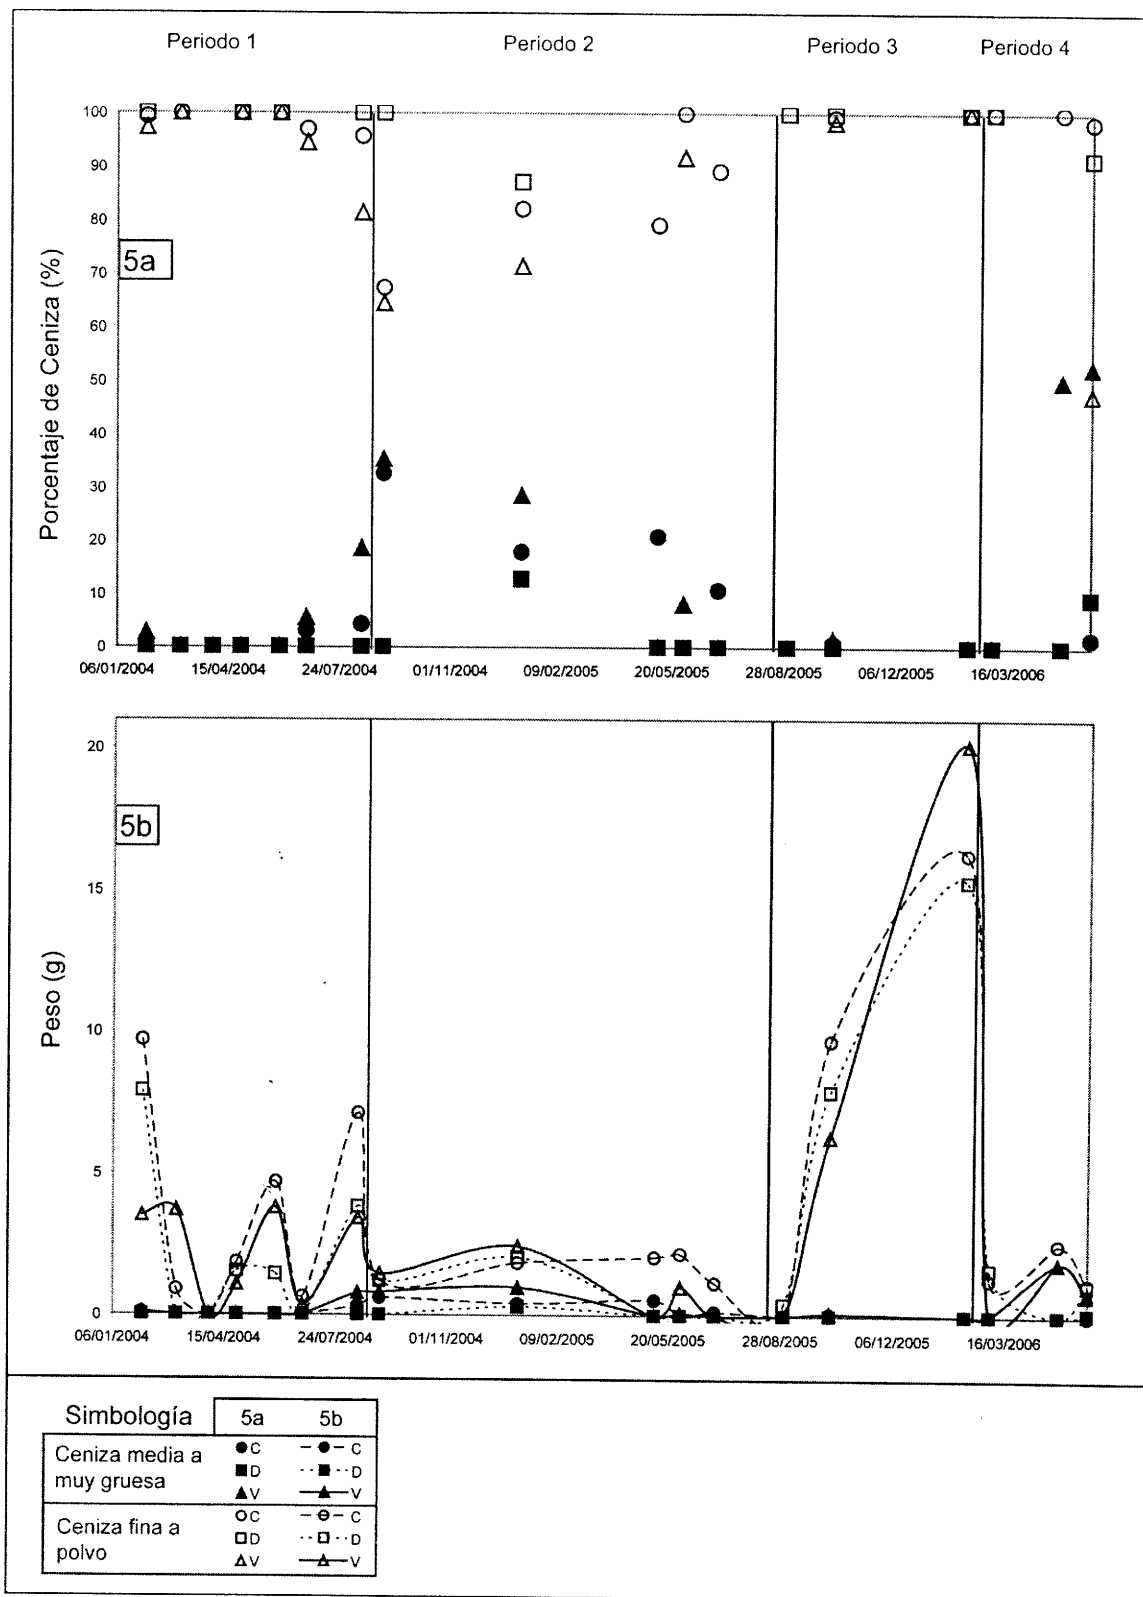 Periodo 1 Periodo 2 Periodo 3 Periodo 4
100
90
80
70
60
50
40
30
20
10
0
Porcentaje de Ceniza (%)
5a
06/01/2004 15/04/2004 24/07/2004 01/11/2004 09/02/2005 20/05/2005 28/08/2005 06/12/2005 16/03/2006
20
15
10
5
0
Peso (g)
5b
06/01/2004 15/04/2004 24/07/2004 01/11/2004 09/02/2005 20/05/2005 28/08/2005 06/12/2005 16/03/2006
Simbología 5a 5b
Ceniza media a
muy gruesa
C C
D D
V V
Ceniza fina a
polvo
C C
D D
V V